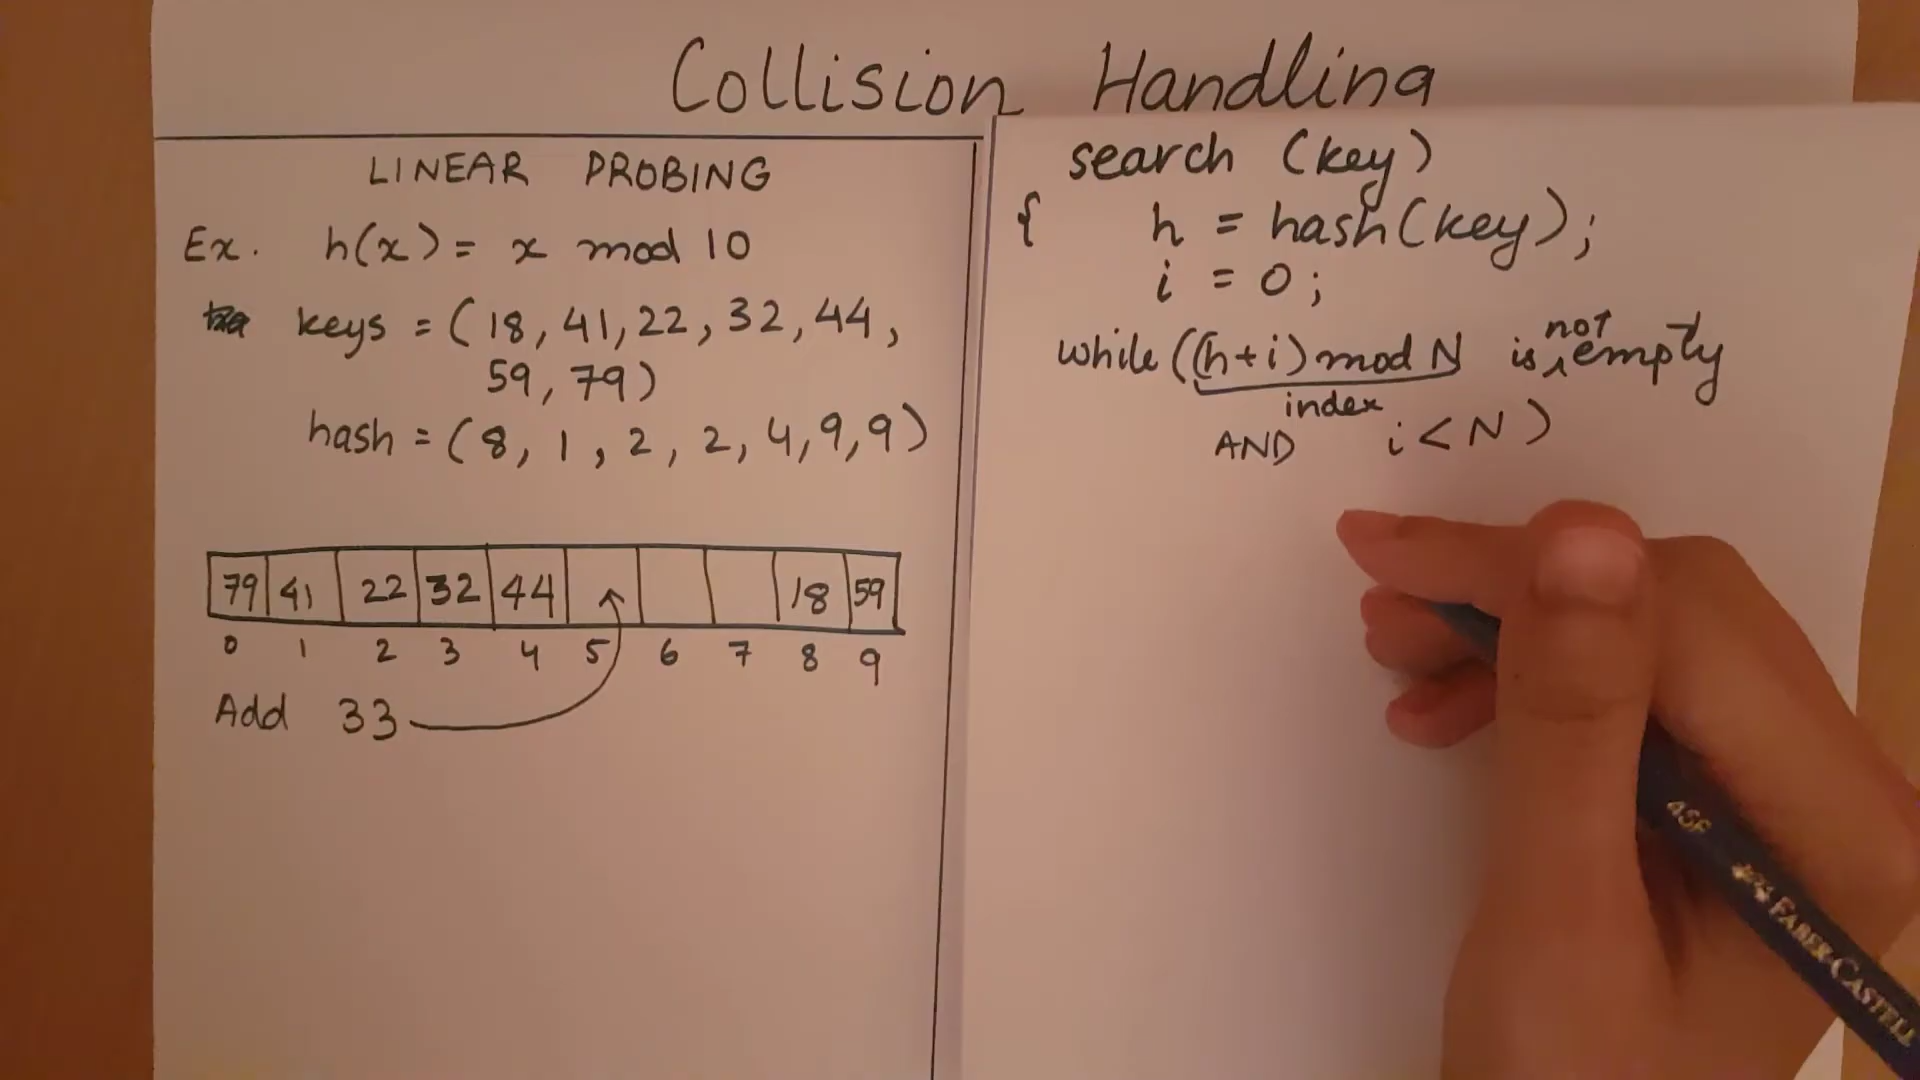 Collision Handling
LINEAR PROBING
Ex. h(x) = x mod 10
keys = (18, 41, 22, 32, 44,
59, 79)
hash = (8, 1, 2, 2, 4, 9, 9)
79 41 22 32 44 18 59
0 1 2 3 4 5 6 7 8 9
Add 33
search (key)
{ h = hash(key);
i = 0;
while ((h+i) mod N is not empty
index
AND i < N)
4SF
FABER-CASTELL